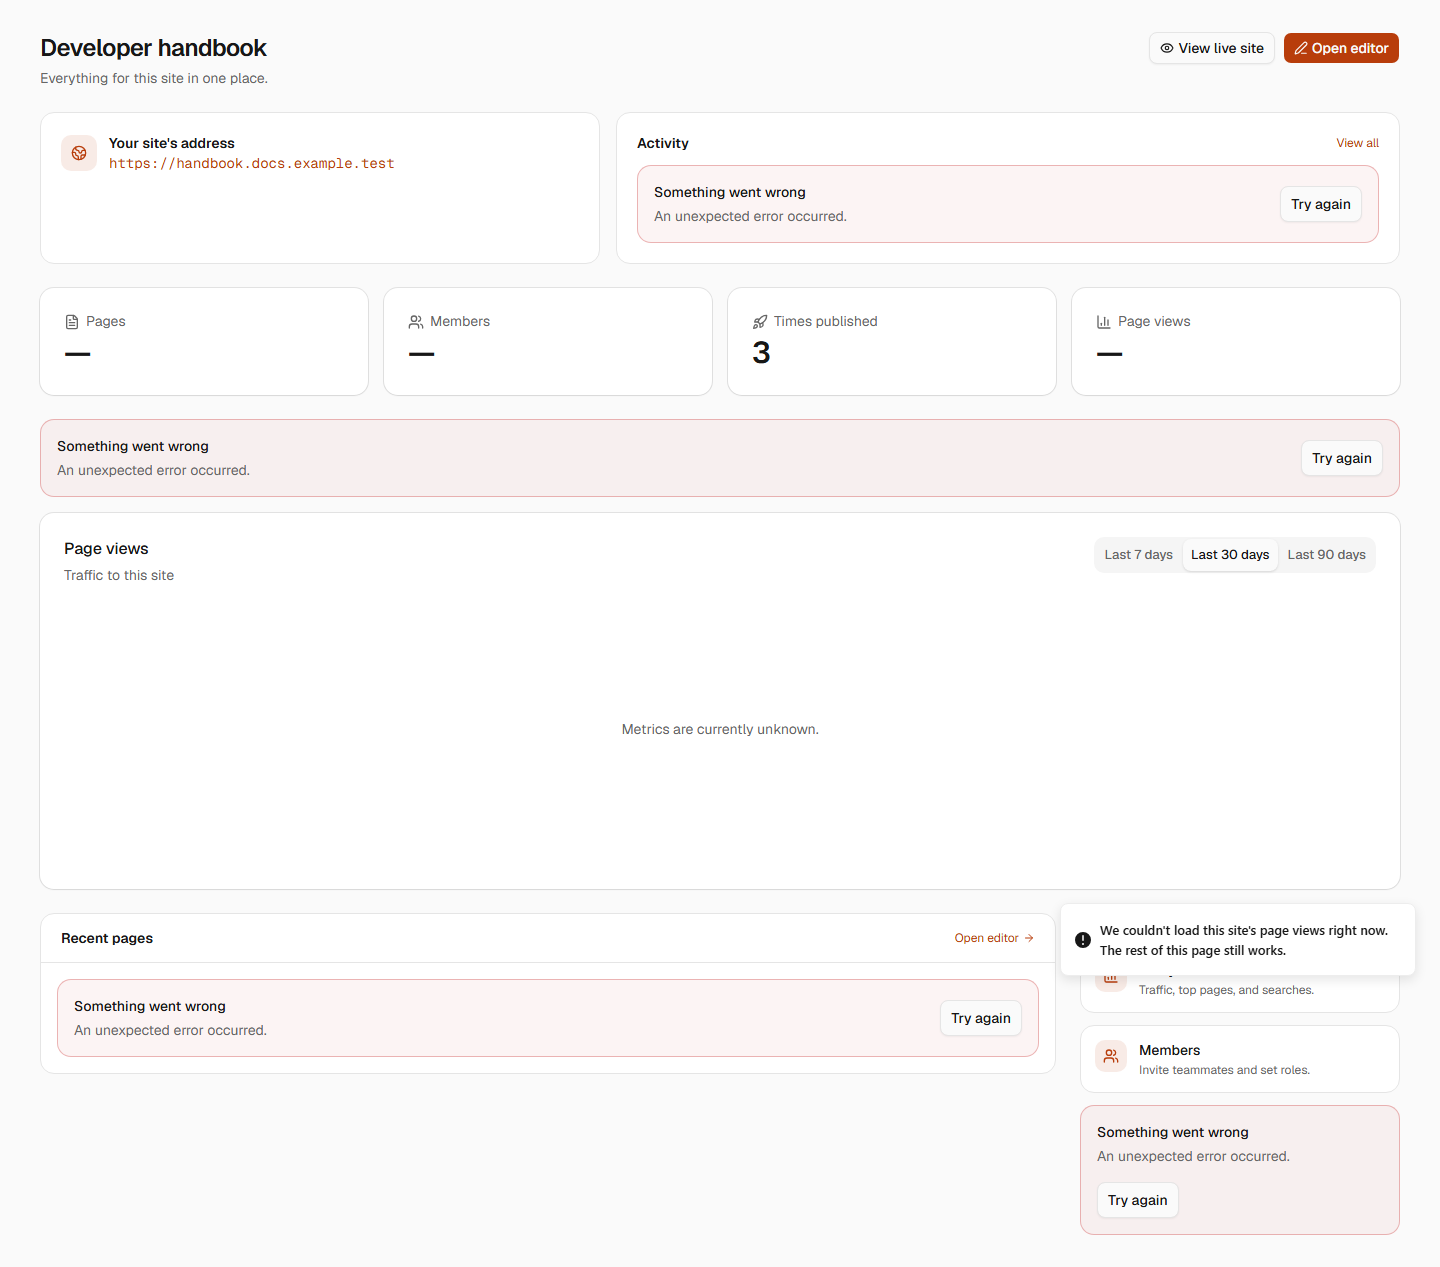 Developer handbook
Everything for this site in one place.
View live site
Open editor
Your site's address
https://handbook.docs.example.test
Activity
View all
Something went wrong
An unexpected error occurred.
Try again
Pages
—
Members
—
Times published
3
Page views
—
Something went wrong
An unexpected error occurred.
Try again
Page views
Traffic to this site
Last 7 days
Last 30 days
Last 90 days
Metrics are currently unknown.
Recent pages
Open editor →
Something went wrong
An unexpected error occurred.
Try again
We couldn't load this site's page views right now.
The rest of this page still works.
Traffic, top pages, and searches.
Members
Invite teammates and set roles.
Something went wrong
An unexpected error occurred.
Try again